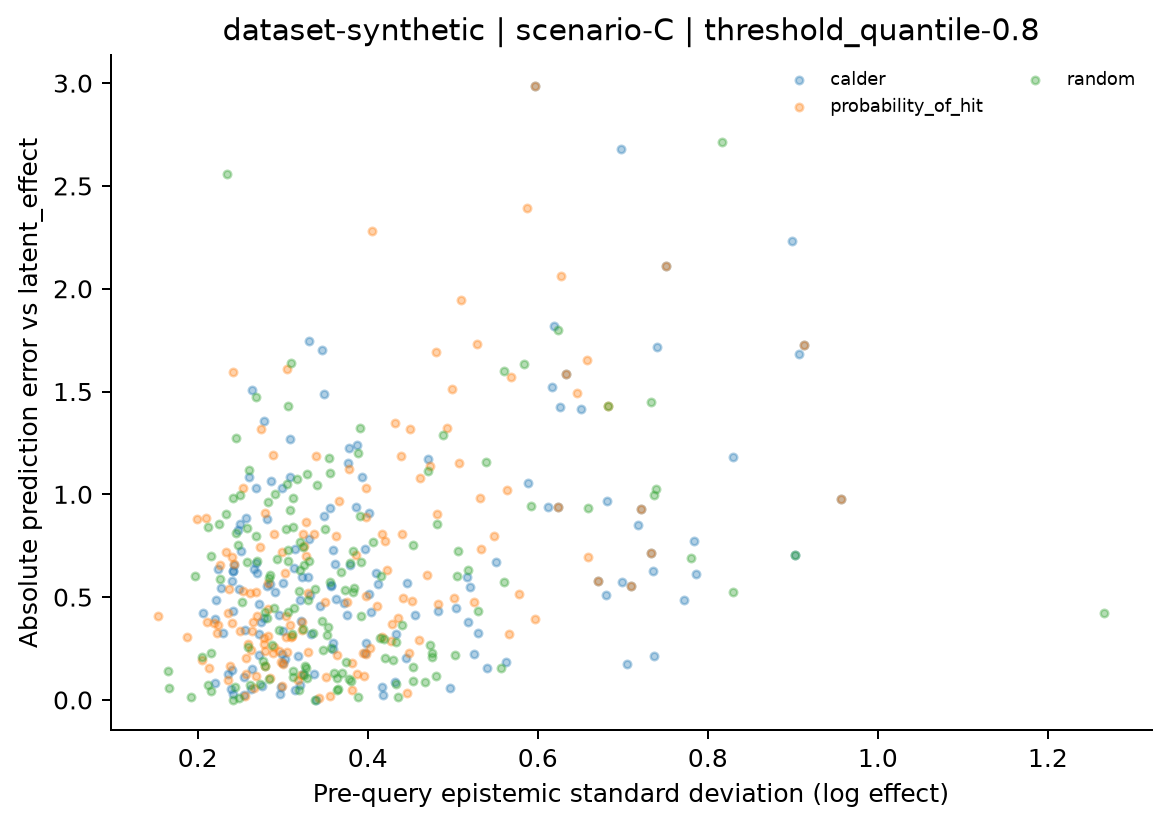 dataset-synthetic | scenario-C | threshold_quantile-0.8
calder
probability_of_hit
random
Absolute prediction error vs latent_effect
3.0
2.5
2.0
1.5
1.0
0.5
0.0
0.2 0.4 0.6 0.8 1.0 1.2
Pre-query epistemic standard deviation (log effect)